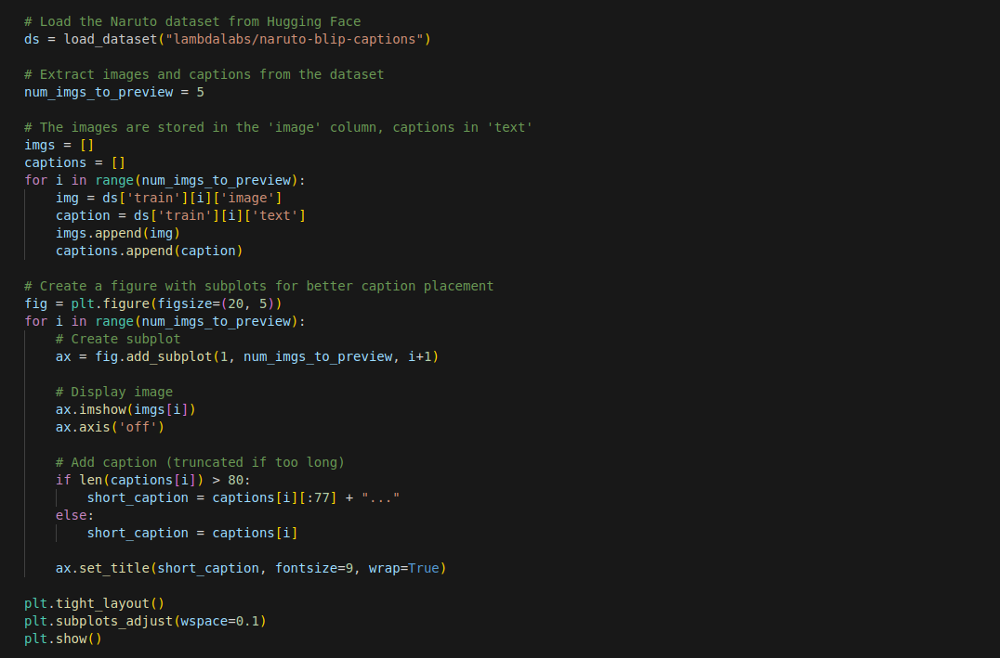 # Load the Naruto dataset from Hugging Face
ds = load_dataset("lambdalabs/naruto-blip-captions")

# Extract images and captions from the dataset
num_imgs_to_preview = 5

# The images are stored in the 'image' column, captions in 'text'
imgs = []
captions = []
for i in range(num_imgs_to_preview):
    img = ds['train'][i]['image']
    caption = ds['train'][i]['text']
    imgs.append(img)
    captions.append(caption)

# Create a figure with subplots for better caption placement
fig = plt.figure(figsize=(20, 5))
for i in range(num_imgs_to_preview):
    # Create subplot
    ax = fig.add_subplot(1, num_imgs_to_preview, i+1)

    # Display image
    ax.imshow(imgs[i])
    ax.axis('off')

    # Add caption (truncated if too long)
    if len(captions[i]) > 80:
        short_caption = captions[i][:77] + "..."
    else:
        short_caption = captions[i]

    ax.set_title(short_caption, fontsize=9, wrap=True)

plt.tight_layout()
plt.subplots_adjust(wspace=0.1)
plt.show()